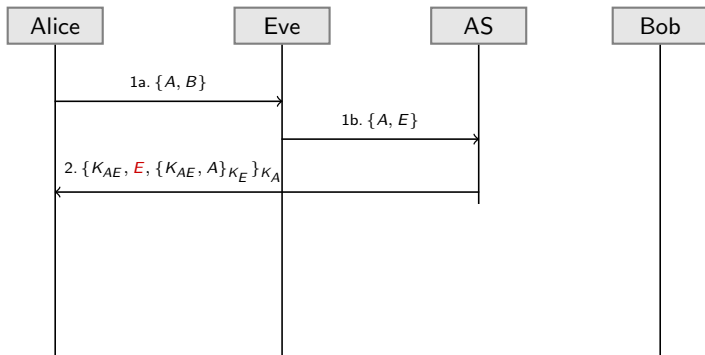 Alice Eve AS Bob
1a. {A, B}
1b. {A, E}
2. {K_AE, E, {K_AE, A}_K_E}_K_A